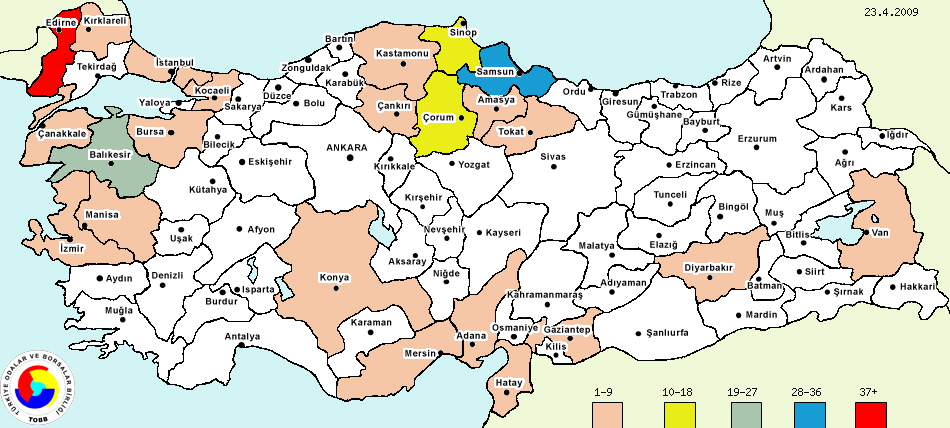 23.4.2009
Edirne
Kırklareli
Tekirdağ
İstanbul
Kocaeli
Yalova
Sakarya
Düzce
Zonguldak
Bartın
Karabük
Bolu
Kastamonu
Sinop
Samsun
Çankırı
Çorum
Amasya
Tokat
Ordu
Giresun
Gümüşhane
Trabzon
Bayburt
Rize
Artvin
Ardahan
Kars
Iğdır
Ağrı
Erzurum
Erzincan
Çanakkale
Balıkesir
Bursa
Bilecik
Eskişehir
Kütahya
ANKARA
Kırıkkale
Yozgat
Sivas
Kırşehir
Nevşehir
Kayseri
Aksaray
Niğde
Manisa
İzmir
Uşak
Afyon
Aydın
Denizli
Muğla
Burdur
Isparta
Antalya
Konya
Karaman
Mersin
Adana
Osmaniye
Hatay
Kahramanmaraş
Gaziantep
Kilis
Malatya
Adıyaman
Şanlıurfa
Elazığ
Tunceli
Bingöl
Muş
Bitlis
Van
Diyarbakır
Batman
Siirt
Mardin
Şırnak
Hakkari
TÜRKİYE ODALAR VE BORSALAR BİRLİĞİ
TOBB
1-9
10-18
19-27
28-36
37+